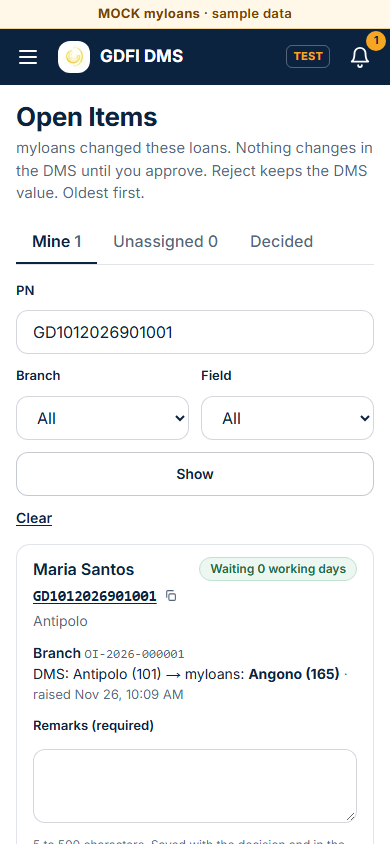 MOCK myloans · sample data
GDFI DMS
TEST
1
Open Items
myloans changed these loans. Nothing changes in
the DMS until you approve. Reject keeps the DMS
value. Oldest first.
Mine 1
Unassigned 0
Decided
PN
GD1012026901001
Branch
Field
All
All
Show
Clear
Maria Santos
Waiting 0 working days
GD1012026901001
Antipolo
Branch OI-2026-000001
DMS: Antipolo (101) → myloans: Angono (165) ·
raised Nov 26, 10:09 AM
Remarks (required)
5 to 500 characters. Saved with the decision and in the